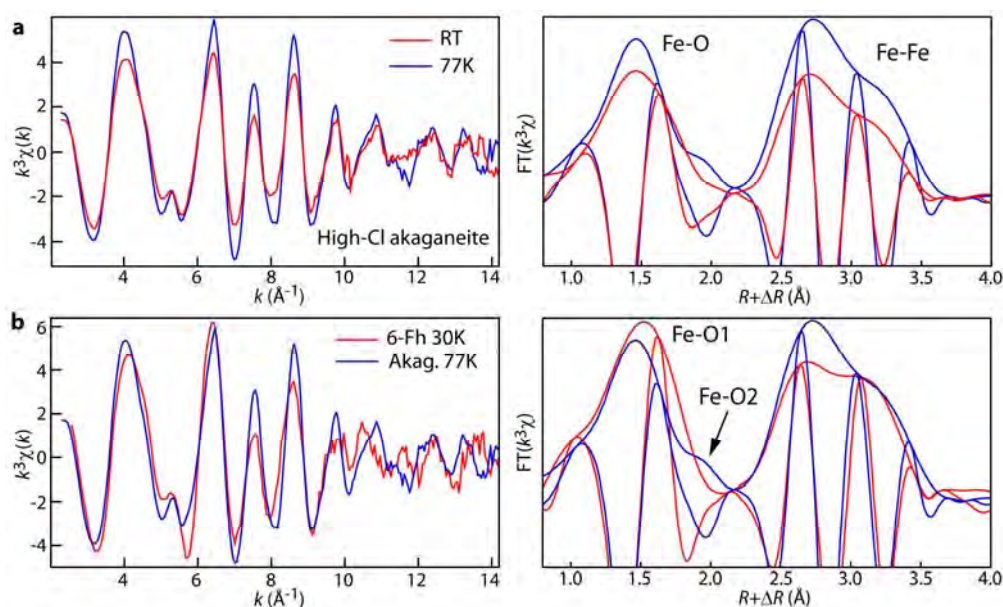 a
RT
77K
High-Cl akaganeite
k³χ(k)
4
2
0
-2
-4
4 6 8 10 12 14
k (Å⁻¹)
Fe-O
Fe-Fe
FT(k³χ)
1.0 1.5 2.0 2.5 3.0 3.5 4.0
R+ΔR (Å)
b
6-Fh 30K
Akag. 77K
k³χ(k)
6
4
2
0
-2
-4
4 6 8 10 12 14
k (Å⁻¹)
Fe-O1
Fe-O2
FT(k³χ)
1.0 1.5 2.0 2.5 3.0 3.5 4.0
R+ΔR (Å)